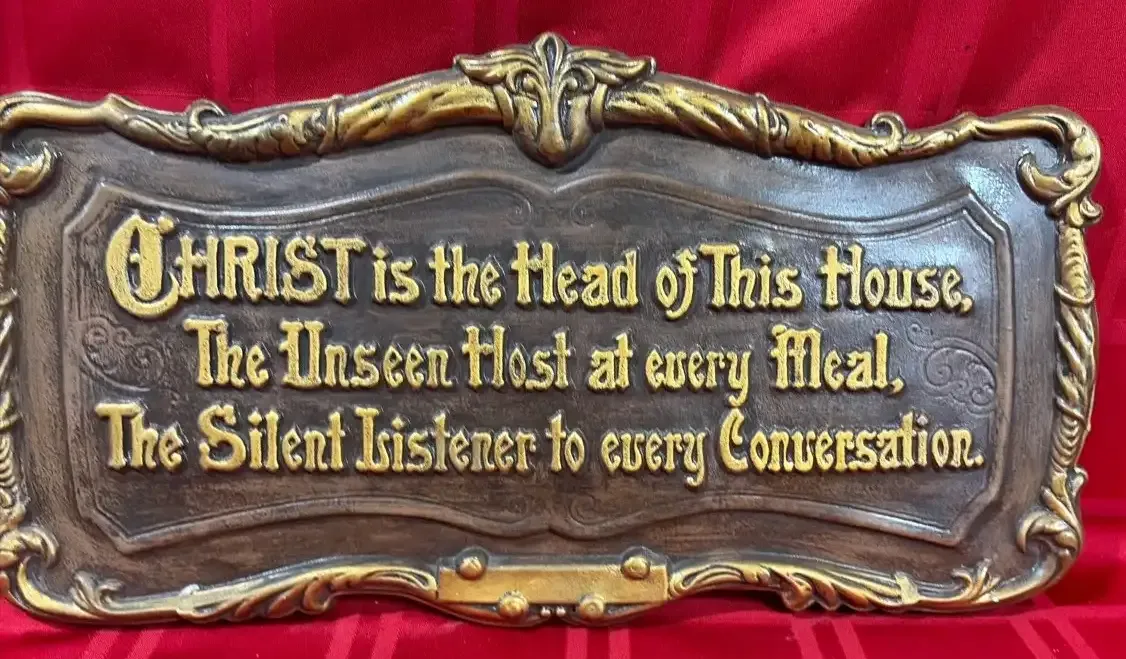 CHRIST is the Head of This House,
The Unseen Host at every Meal,
The Silent Listener to every Conversation.